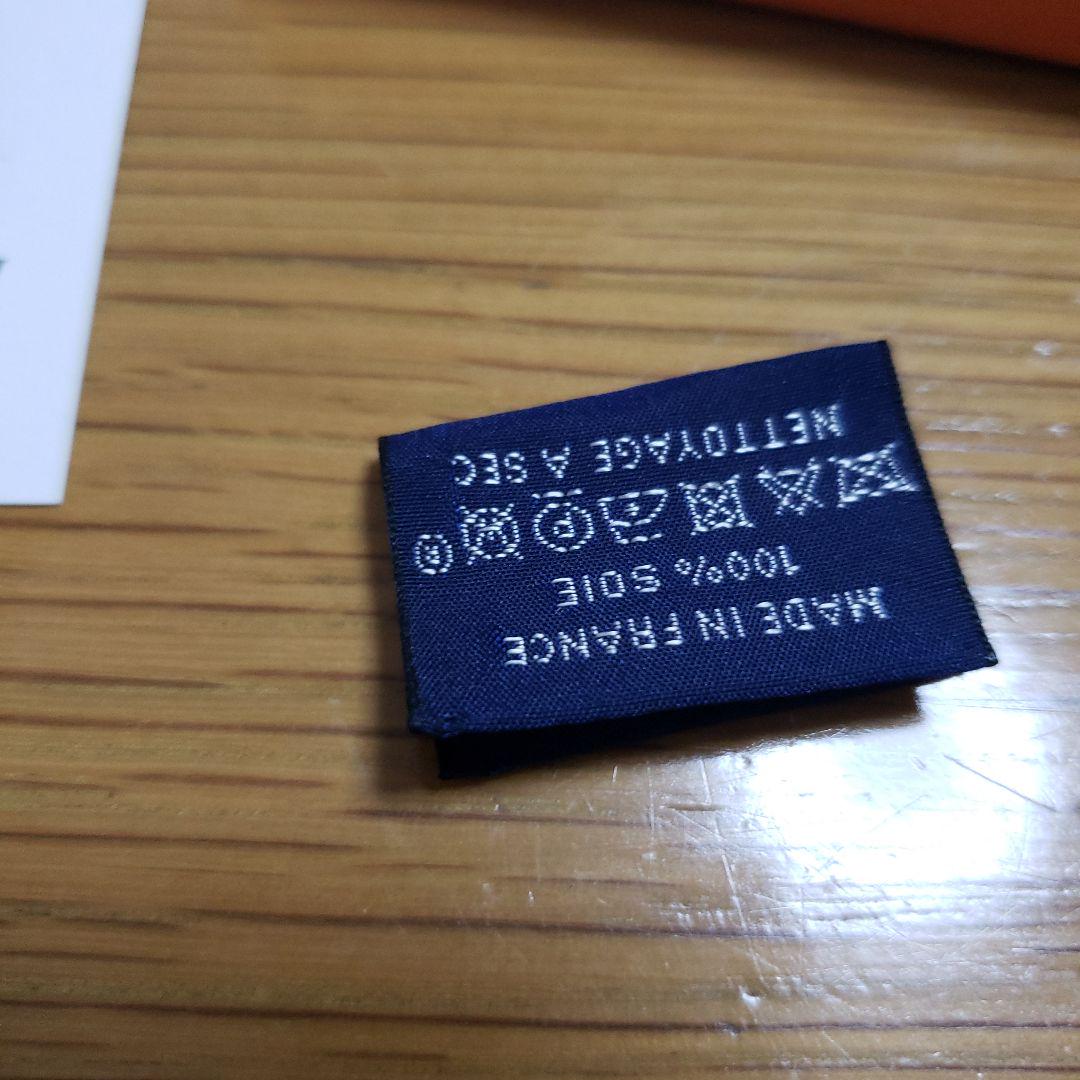 MADE IN FRANCE
100% SOIE
P
NETTOYAGE A SEC